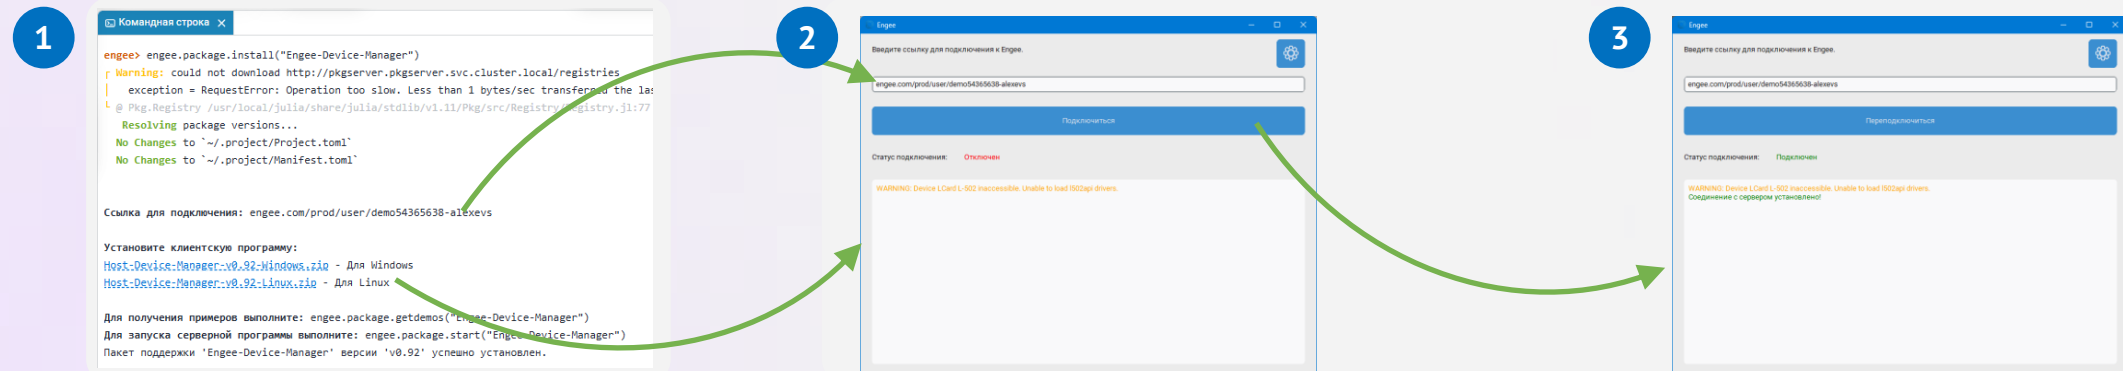 1
Командная строка
engee> engee.package.install("Engee-Device-Manager")
Warning: could not download http://pkgserver.pkgserver.svc.cluster.local/registries
exception = RequestError: Operation too slow. Less than 1 bytes/sec transferred the las
@ Pkg.Registry /usr/local/julia/share/julia/stdlib/v1.11/Pkg/src/Registry/Registry.jl:77
Resolving package versions...
No Changes to `~/.project/Project.toml`
No Changes to `~/.project/Manifest.toml`
Ссылка для подключения: engee.com/prod/user/demo54365638-alexevs
Установите клиентскую программу:
Host-Device-Manager-v0.92-Windows.zip - Для Windows
Host-Device-Manager-v0.92-Linux.zip - Для Linux
Для получения примеров выполните: engee.package.getdemos("Engee-Device-Manager")
Для запуска серверной программы выполните: engee.package.start("Engee-Device-Manager")
Пакет поддержки 'Engee-Device-Manager' версии 'v0.92' успешно установлен.
2
Engee
Введите ссылку для подключения к Engee.
engee.com/prod/user/demo54365638-alexevs
Подключиться
Статус подключения: Отключен
WARNING: Device LCard L-502 inaccessible. Unable to load l502api drivers.
3
Engee
Введите ссылку для подключения к Engee.
engee.com/prod/user/demo54365638-alexevs
Переподключиться
Статус подключения: Подключен
WARNING: Device LCard L-502 inaccessible. Unable to load l502api drivers.
Соединение с сервером установлено!